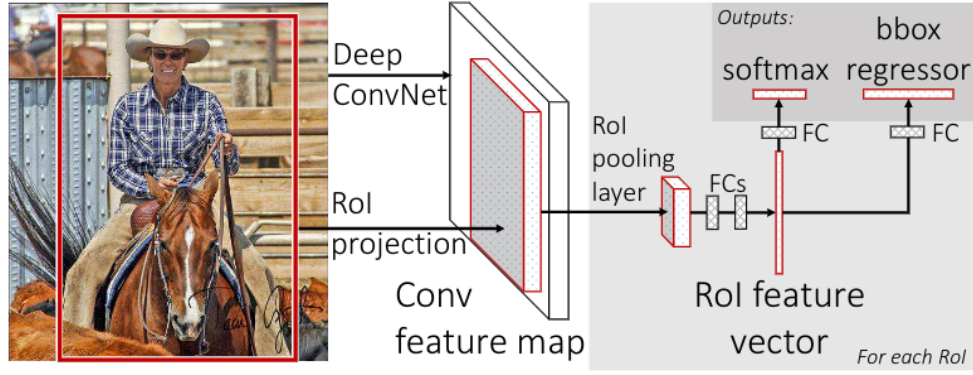 Deep
ConvNet
RoI
projection
Conv
feature map
RoI
pooling
layer
FCs
RoI feature
vector
For each RoI
Outputs:
softmax
bbox
regressor
FC
FC